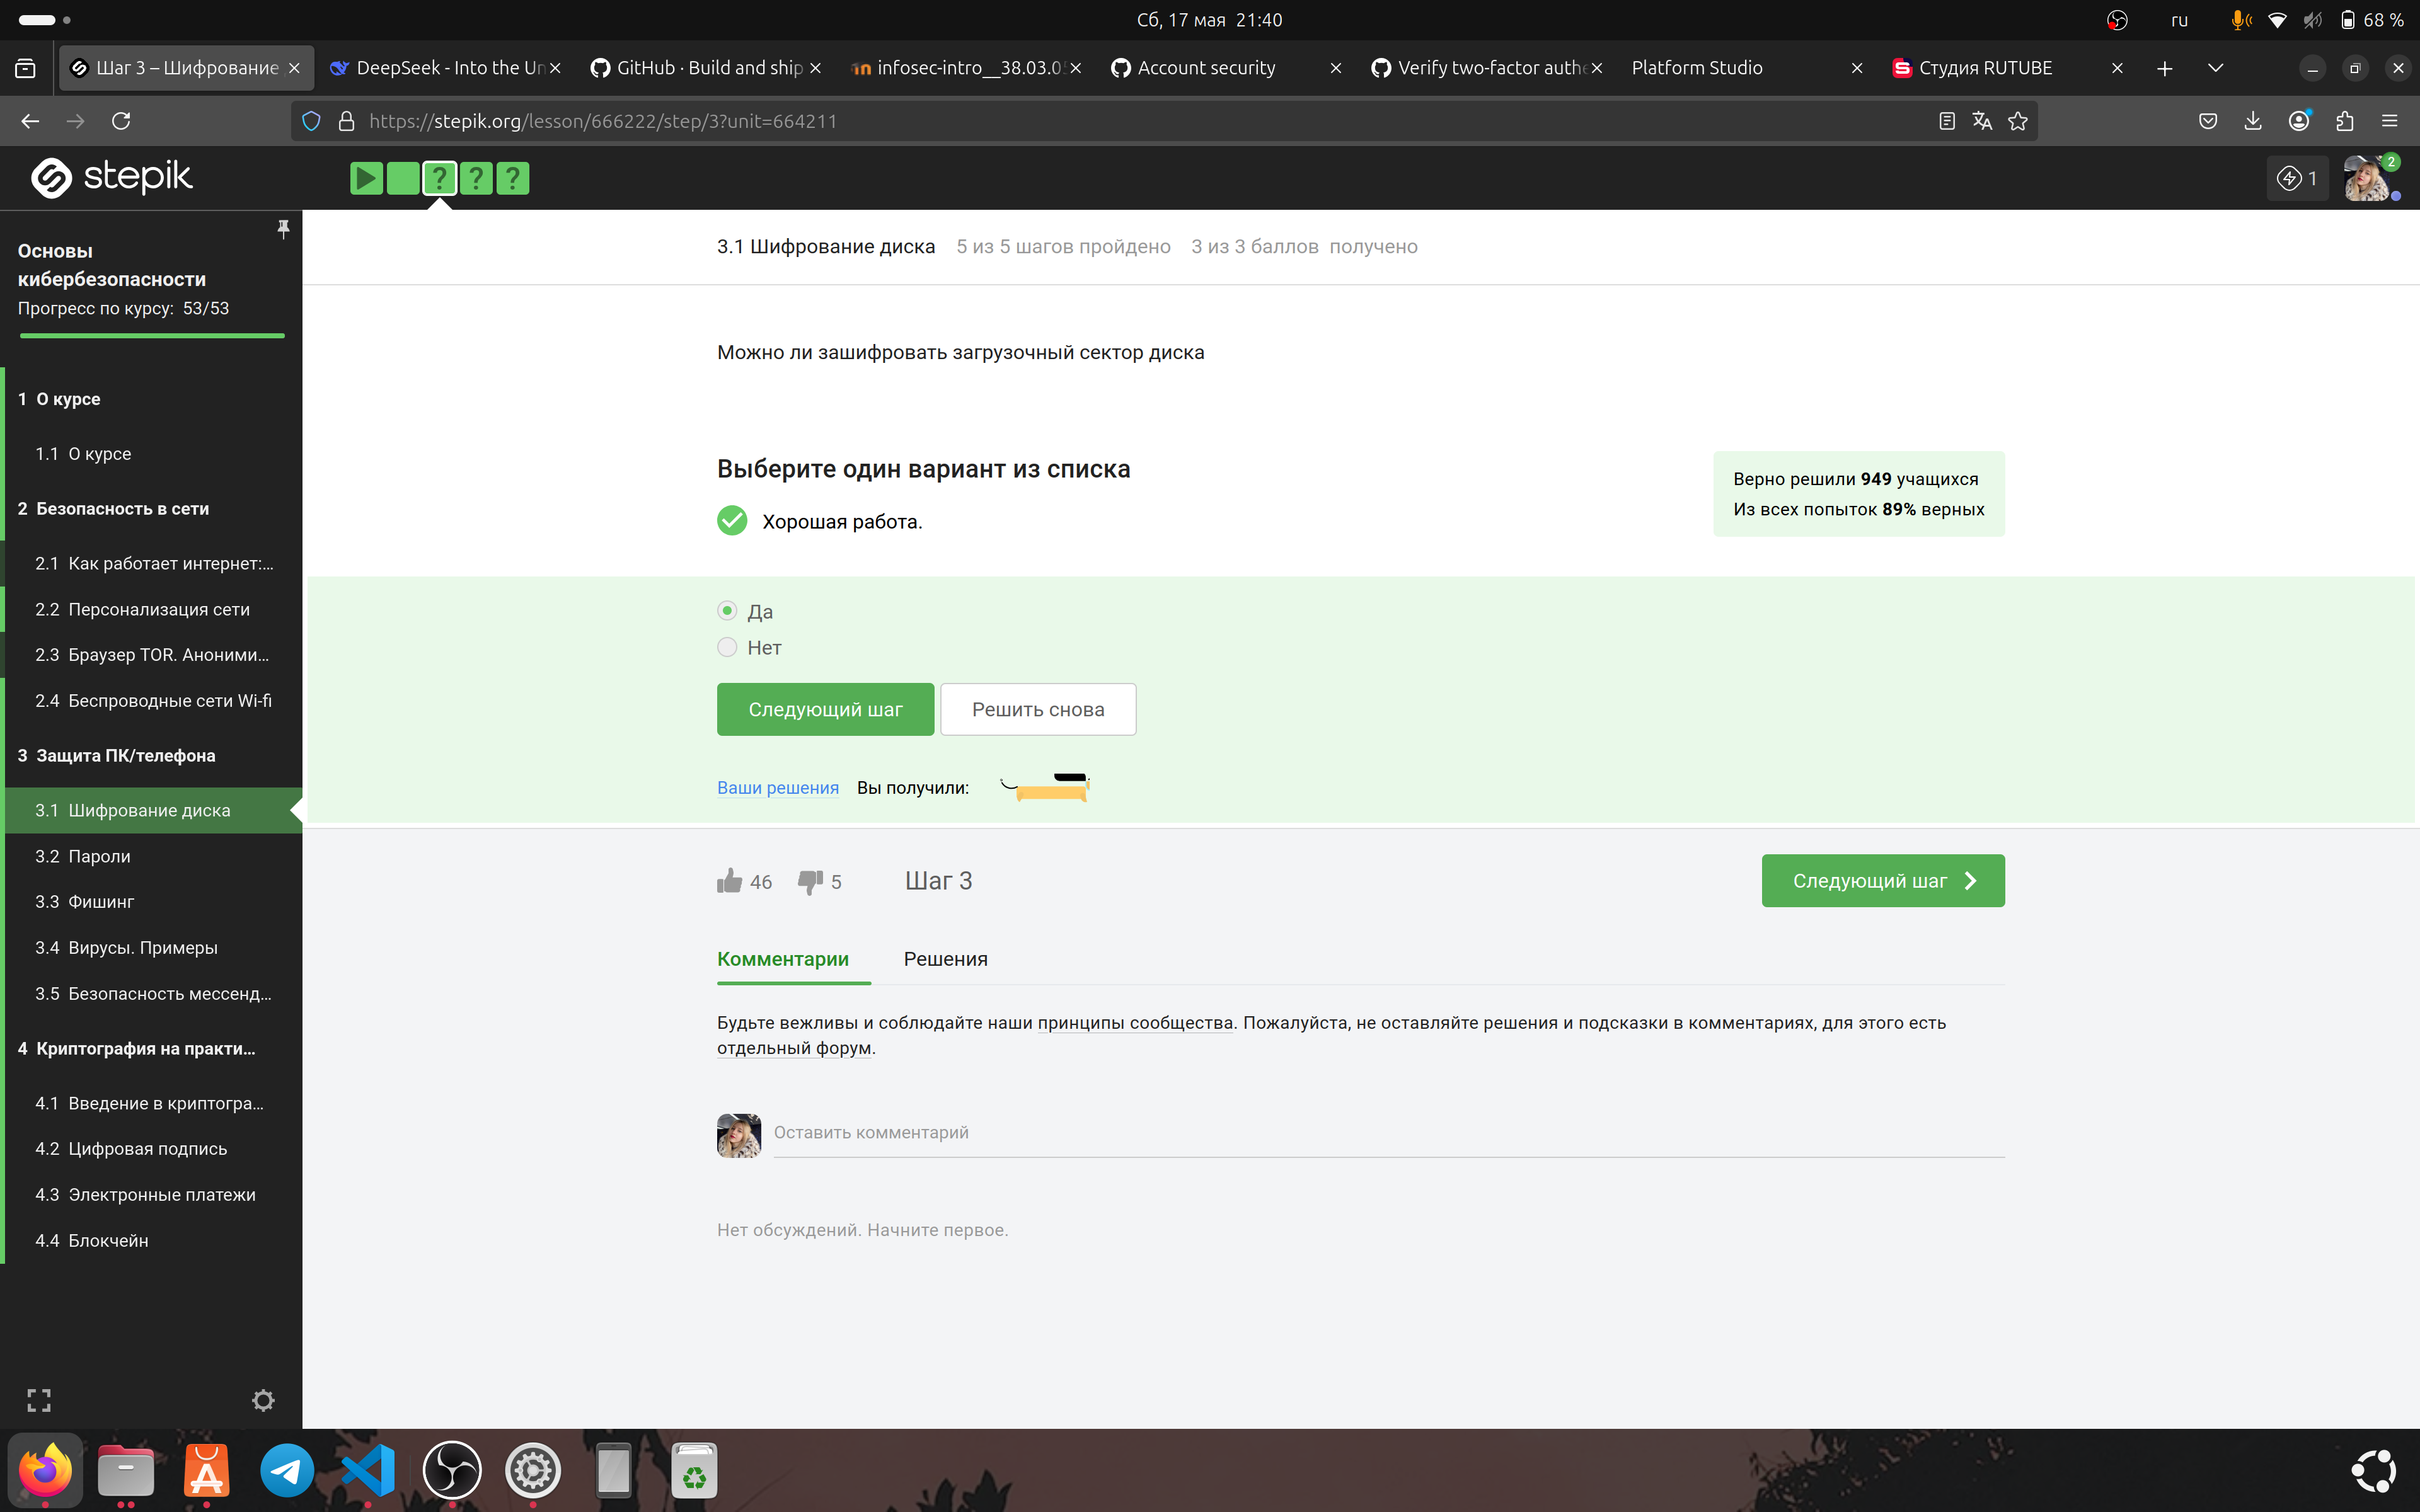 Сб, 17 мая 21:40
ru
68 %
Шаг 3 – Шифрование
DeepSeek - Into the Un
GitHub · Build and ship
infosec-intro__38.03.05
Account security
Verify two-factor authe
Platform Studio
Студия RUTUBE
https://stepik.org/lesson/666222/step/3?unit=664211
stepik
? ? ?
1
2
Основы
кибербезопасности
Прогресс по курсу: 53/53
1 О курсе
1.1 О курсе
2 Безопасность в сети
2.1 Как работает интернет:...
2.2 Персонализация сети
2.3 Браузер TOR. Аноними...
2.4 Беспроводные сети Wi-fi
3 Защита ПК/телефона
3.1 Шифрование диска
3.2 Пароли
3.3 Фишинг
3.4 Вирусы. Примеры
3.5 Безопасность мессенд...
4 Криптография на практи...
4.1 Введение в криптогра...
4.2 Цифровая подпись
4.3 Электронные платежи
4.4 Блокчейн
3.1 Шифрование диска 5 из 5 шагов пройдено 3 из 3 баллов получено
Можно ли зашифровать загрузочный сектор диска
Выберите один вариант из списка
Хорошая работа.
Верно решили 949 учащихся
Из всех попыток 89% верных
Да
Нет
Следующий шаг
Решить снова
Ваши решения Вы получили:
46 5 Шаг 3
Следующий шаг
Комментарии Решения
Будьте вежливы и соблюдайте наши принципы сообщества. Пожалуйста, не оставляйте решения и подсказки в комментариях, для этого есть
отдельный форум.
Оставить комментарий
Нет обсуждений. Начните первое.